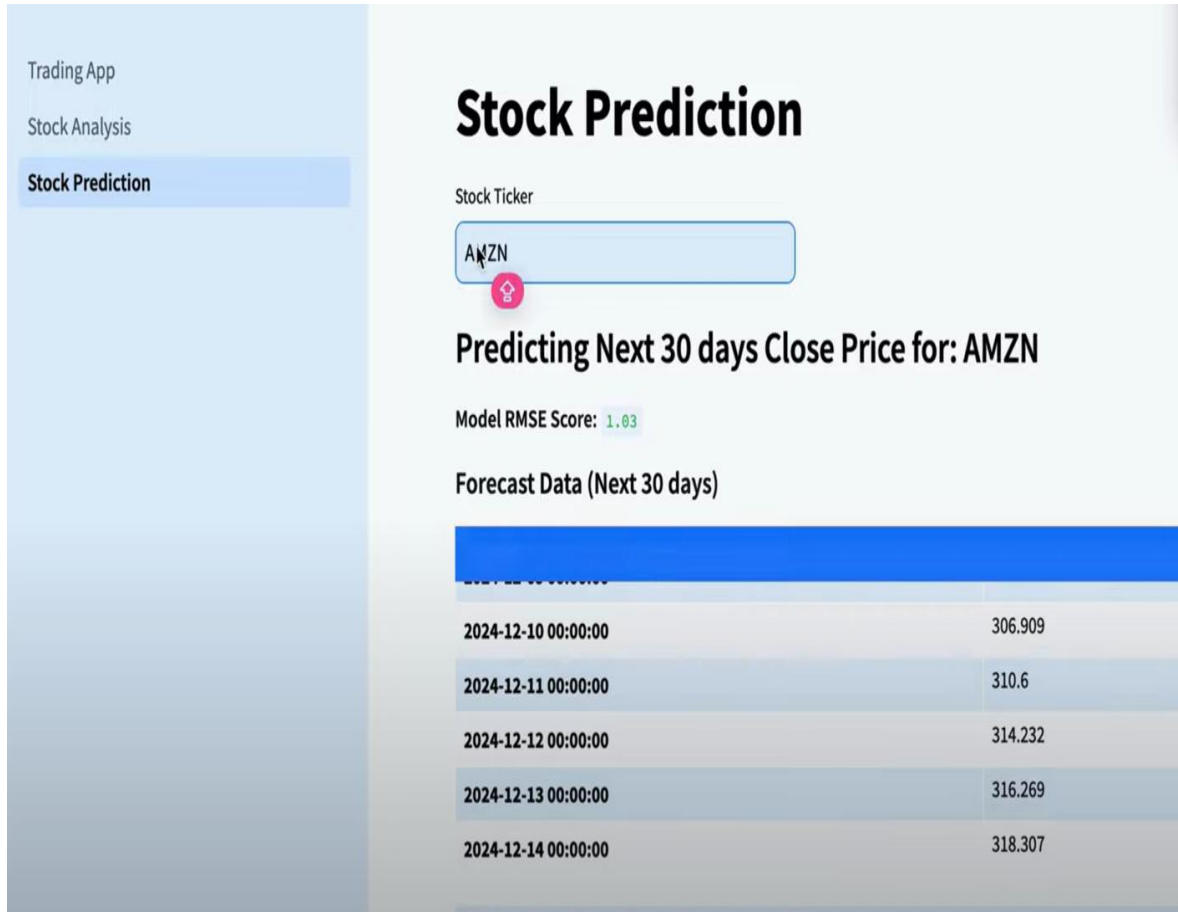 Trading App
Stock Analysis
Stock Prediction
Stock Prediction
Stock Ticker
AMZN
Predicting Next 30 days Close Price for: AMZN
Model RMSE Score: 1.03
Forecast Data (Next 30 days)
2024-12-10 00:00:00 306.909
2024-12-11 00:00:00 310.6
2024-12-12 00:00:00 314.232
2024-12-13 00:00:00 316.269
2024-12-14 00:00:00 318.307